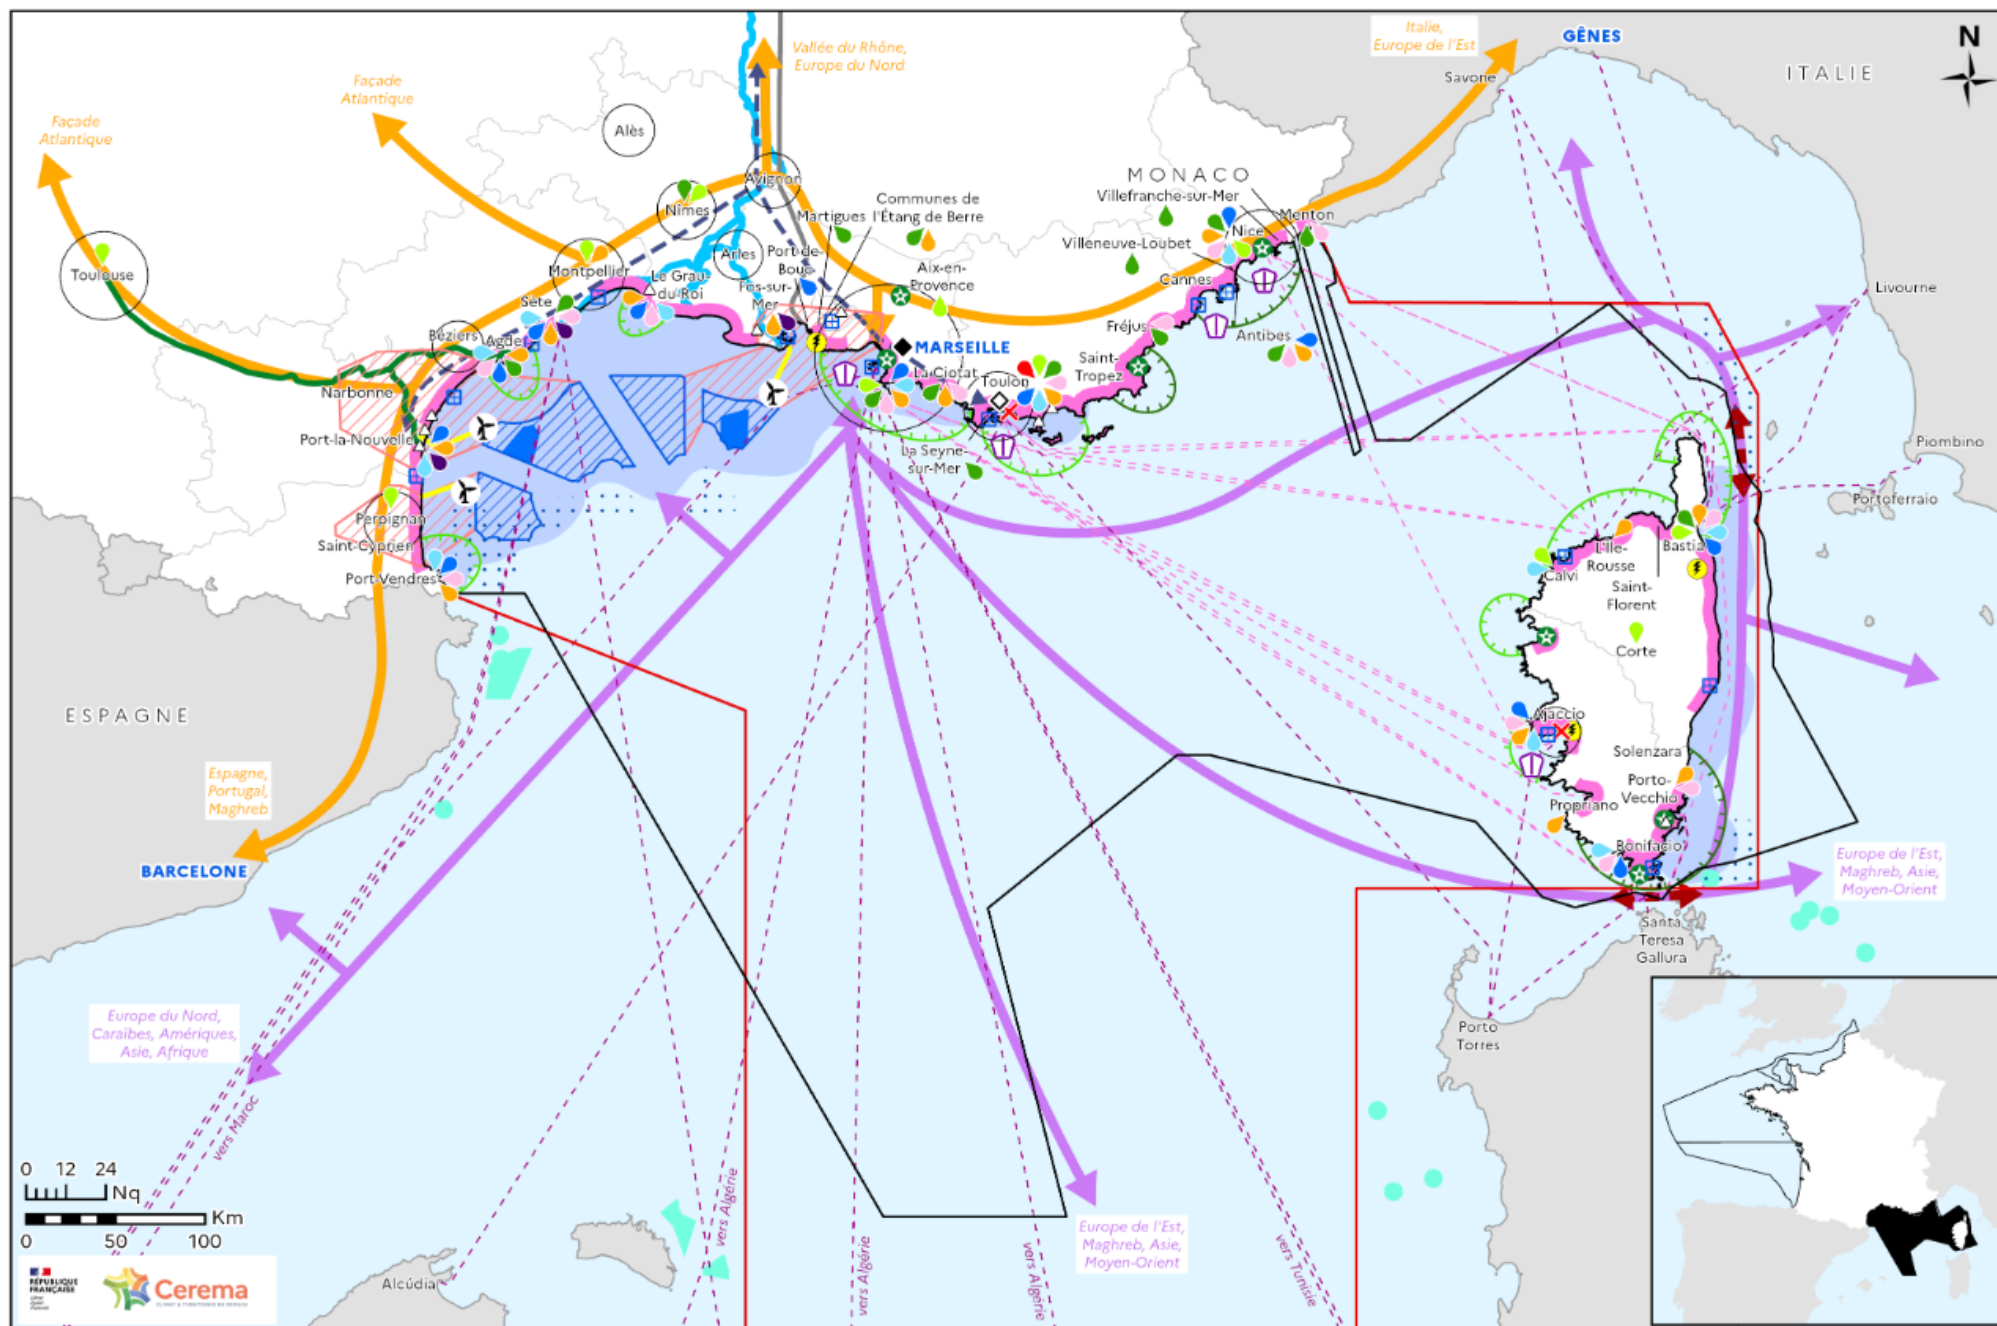 Vallée du Rhône,
Europe du Nord
Italie,
Europe de l'Est
GÊNES
N
ITALIE
Savone
Façade
Atlantique
Façade
Atlantique
Alès
Avignon
Nîmes
MONACO
Villefranche-sur-Mer
Menton
Communes de
l'Étang de Berre
Martigues
Nice
Villeneuve-Loubet
Toulouse
Montpellier
Arles
Port-de-
Bouc
Le Grau-
du-Roi
Fos-sur-
Mer
Aix-en-
Provence
Cannes
Livourne
Sète
Béziers
Agde
Fréjus
Antibes
MARSEILLE
La Ciotat
Toulon
Saint-
Tropez
Narbonne
Port-la-Nouvelle
La Seyne-
sur-Mer
Piombino
Portoferraio
Perpignan
Saint-Cyprien
Port-Vendres
L'Ile-
Rousse
Bastia
Calvi
Saint-
Florent
Corte
ESPAGNE
Ajaccio
Solenzara
Espagne,
Portugal,
Maghreb
Porto-
Vecchio
Propriano
Bonifacio
BARCELONE
Europe de l'Est,
Maghreb, Asie,
Moyen-Orient
Santa
Teresa
Gallura
Europe du Nord,
Caraïbes, Amériques,
Asie, Afrique
Porto
Torres
vers Maroc
vers Algérie
vers Algérie
vers Algérie
vers Tunisie
Europe de l'Est,
Maghreb, Asie,
Moyen-Orient
0 12 24
Nq
Km
0 50 100
Alcúdia
RÉPUBLIQUE
FRANÇAISE
Cerema
CLIMAT & TERRITOIRES DE DEMAIN